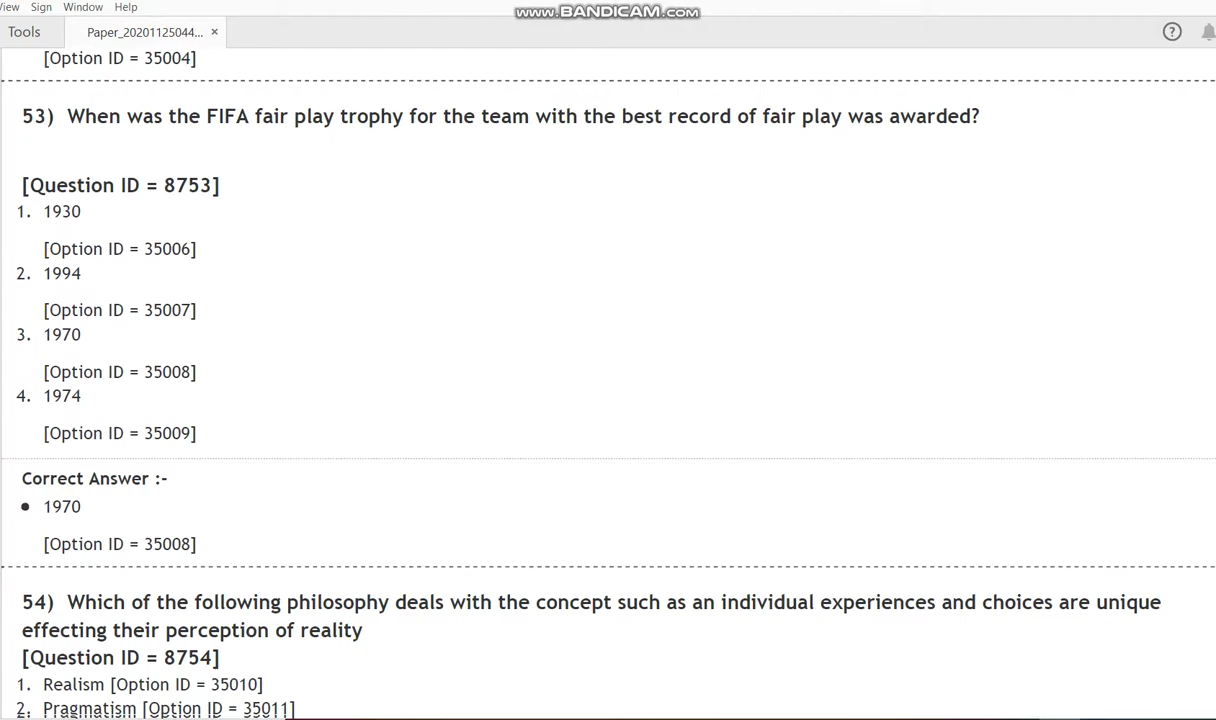 View Sign Window Help
www.BANDICAM.com
Tools Paper_20201125044... ×
[Option ID = 35004]
53) When was the FIFA fair play trophy for the team with the best record of fair play was awarded?
[Question ID = 8753]
1. 1930
[Option ID = 35006]
2. 1994
[Option ID = 35007]
3. 1970
[Option ID = 35008]
4. 1974
[Option ID = 35009]
Correct Answer :-
• 1970
[Option ID = 35008]
54) Which of the following philosophy deals with the concept such as an individual experiences and choices are unique
effecting their perception of reality
[Question ID = 8754]
1. Realism [Option ID = 35010]
2. Pragmatism [Option ID = 35011]